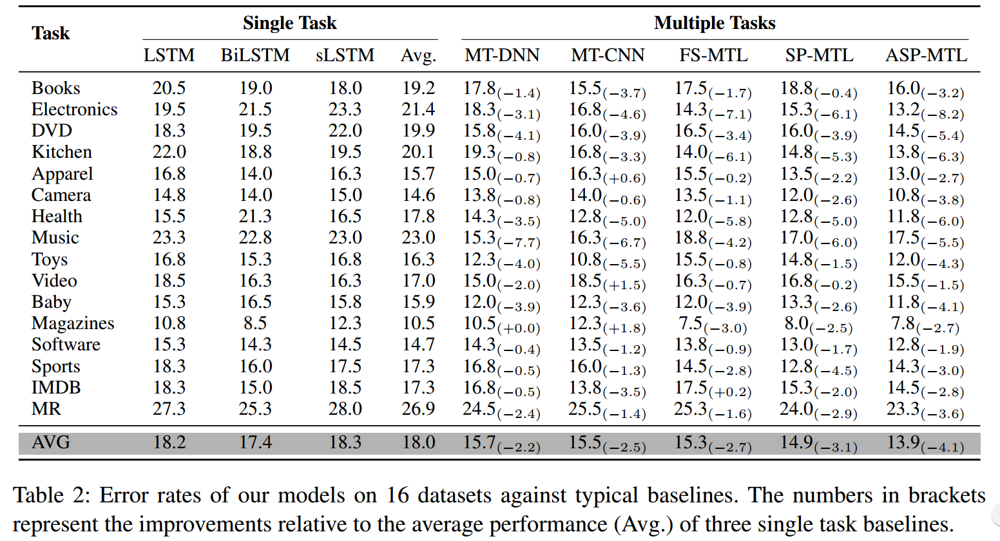 Task Single Task Multiple Tasks
LSTM BiLSTM sLSTM Avg. MT-DNN MT-CNN FS-MTL SP-MTL ASP-MTL
Books 20.5 19.0 18.0 19.2 17.8(−1.4) 15.5(−3.7) 17.5(−1.7) 18.8(−0.4) 16.0(−3.2)
Electronics 19.5 21.5 23.3 21.4 18.3(−3.1) 16.8(−4.6) 14.3(−7.1) 15.3(−6.1) 13.2(−8.2)
DVD 18.3 19.5 22.0 19.9 15.8(−4.1) 16.0(−3.9) 16.5(−3.4) 16.0(−3.9) 14.5(−5.4)
Kitchen 22.0 18.8 19.5 20.1 19.3(−0.8) 16.8(−3.3) 14.0(−6.1) 14.8(−5.3) 13.8(−6.3)
Apparel 16.8 14.0 16.3 15.7 15.0(−0.7) 16.3(+0.6) 15.5(−0.2) 13.5(−2.2) 13.0(−2.7)
Camera 14.8 14.0 15.0 14.6 13.8(−0.8) 14.0(−0.6) 13.5(−1.1) 12.0(−2.6) 10.8(−3.8)
Health 15.5 21.3 16.5 17.8 14.3(−3.5) 12.8(−5.0) 12.0(−5.8) 12.8(−5.0) 11.8(−6.0)
Music 23.3 22.8 23.0 23.0 15.3(−7.7) 16.3(−6.7) 18.8(−4.2) 17.0(−6.0) 17.5(−5.5)
Toys 16.8 15.3 16.8 16.3 12.3(−4.0) 10.8(−5.5) 15.5(−0.8) 14.8(−1.5) 12.0(−4.3)
Video 18.5 16.3 16.3 17.0 15.0(−2.0) 18.5(+1.5) 16.3(−0.7) 16.8(−0.2) 15.5(−1.5)
Baby 15.3 16.5 15.8 15.9 12.0(−3.9) 12.3(−3.6) 12.0(−3.9) 13.3(−2.6) 11.8(−4.1)
Magazines 10.8 8.5 12.3 10.5 10.5(+0.0) 12.3(+1.8) 7.5(−3.0) 8.0(−2.5) 7.8(−2.7)
Software 15.3 14.3 14.5 14.7 14.3(−0.4) 13.5(−1.2) 13.8(−0.9) 13.0(−1.7) 12.8(−1.9)
Sports 18.3 16.0 17.5 17.3 16.8(−0.5) 16.0(−1.3) 14.5(−2.8) 12.8(−4.5) 14.3(−3.0)
IMDB 18.3 15.0 18.5 17.3 16.8(−0.5) 13.8(−3.5) 17.5(+0.2) 15.3(−2.0) 14.5(−2.8)
MR 27.3 25.3 28.0 26.9 24.5(−2.4) 25.5(−1.4) 25.3(−1.6) 24.0(−2.9) 23.3(−3.6)
AVG 18.2 17.4 18.3 18.0 15.7(−2.2) 15.5(−2.5) 15.3(−2.7) 14.9(−3.1) 13.9(−4.1)
Table 2: Error rates of our models on 16 datasets against typical baselines. The numbers in brackets
represent the improvements relative to the average performance (Avg.) of three single task baselines.